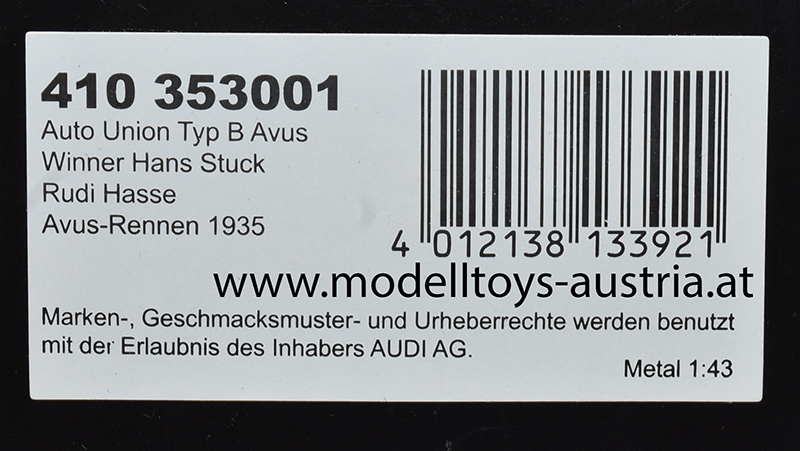 410 353001
Auto Union Typ B Avus
Winner Hans Stuck
Rudi Hasse
Avus-Rennen 1935
4 012138 133921
www.modelltoys-austria.at
Marken-, Geschmacksmuster- und Urheberrechte werden benutzt
mit der Erlaubnis des Inhabers AUDI AG.
Metal 1:43